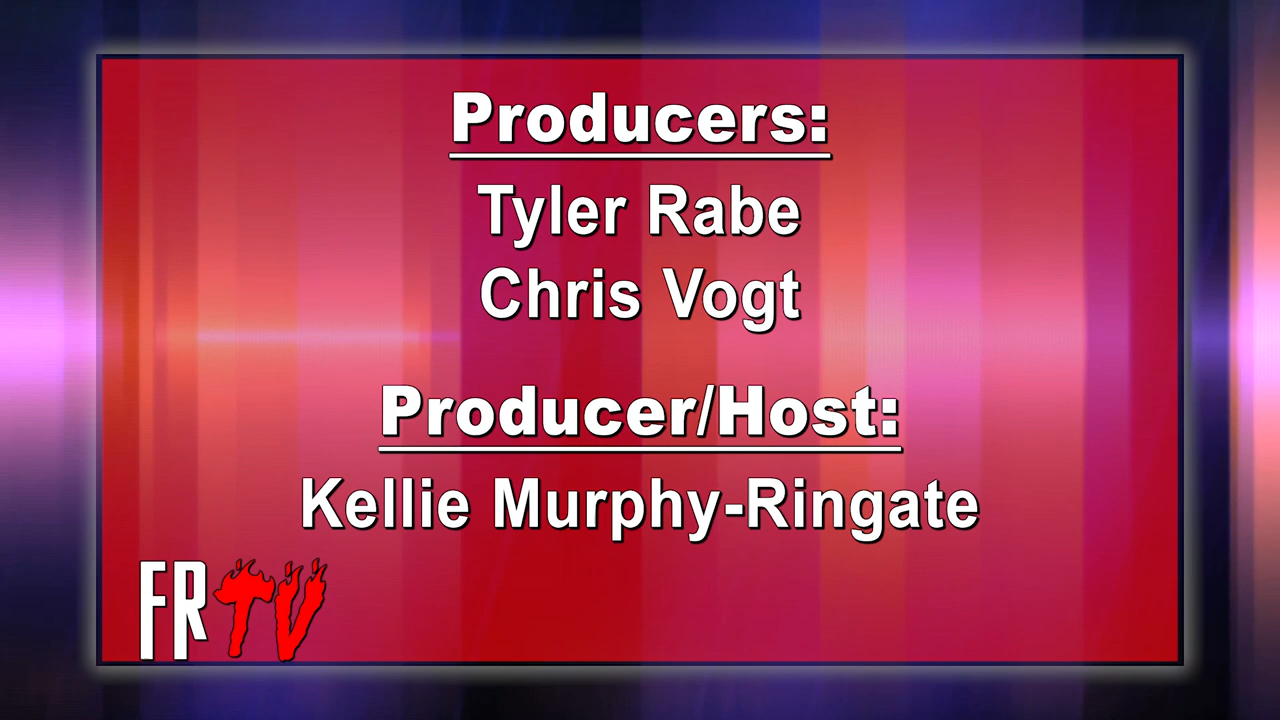 Producers:
Tyler Rabe
Chris Vogt
Producer/Host:
Kellie Murphy-Ringate
FRTV